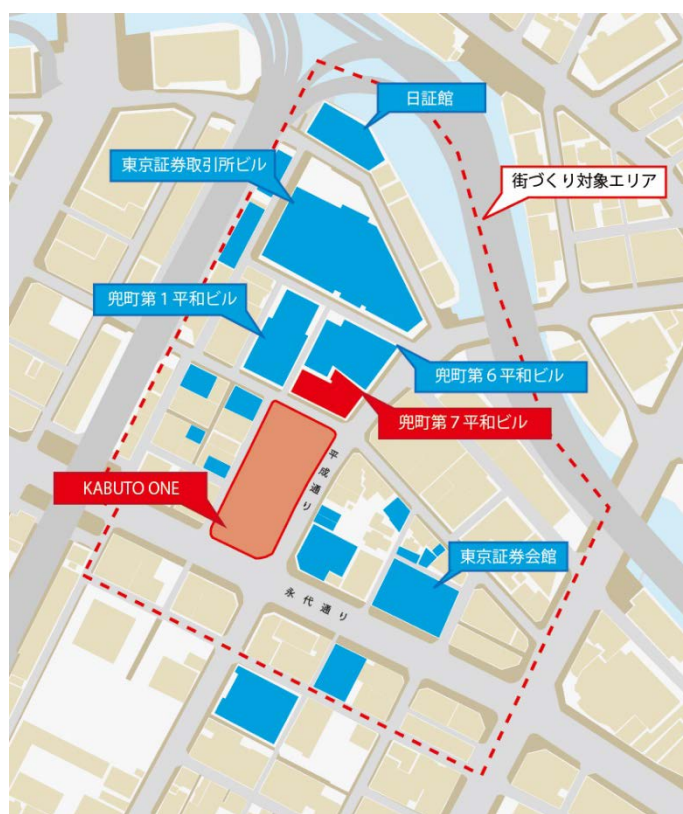 日証館
東京証券取引所ビル
街づくり対象エリア
兜町第1平和ビル
兜町第6平和ビル
兜町第7平和ビル
平成通り
KABUTO ONE
東京証券会館
永代通り